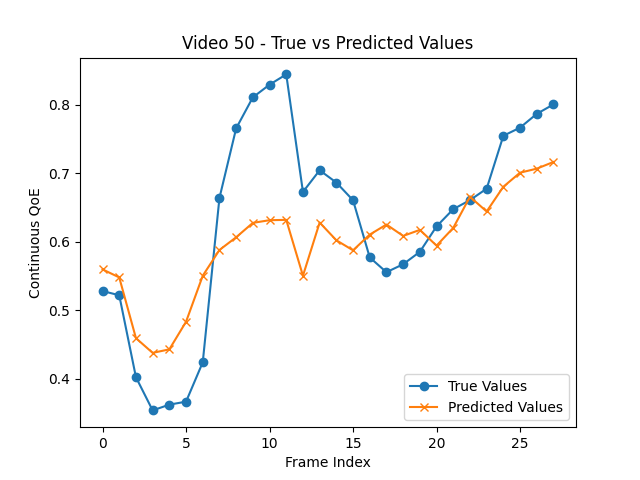 Video 50 - True vs Predicted Values
Continuous QoE
0.8
0.7
0.6
0.5
0.4
0 5 10 15 20 25
Frame Index
True Values
Predicted Values